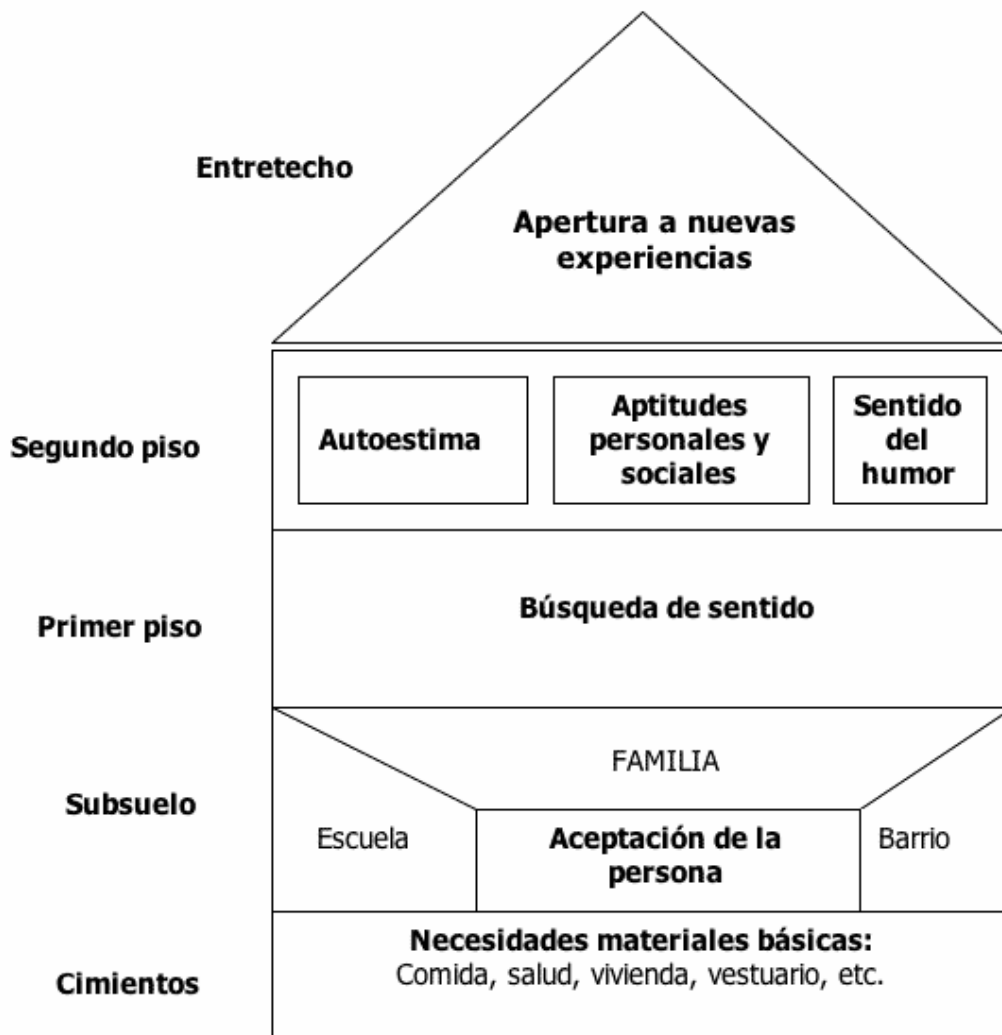 Entretecho
Apertura a nuevas
experiencias
Segundo piso
Autoestima
Aptitudes
personales y
sociales
Sentido
del
humor
Primer piso
Búsqueda de sentido
Subsuelo
FAMILIA
Escuela
Aceptación de la
persona
Barrio
Cimientos
Necesidades materiales básicas:
Comida, salud, vivienda, vestuario, etc.